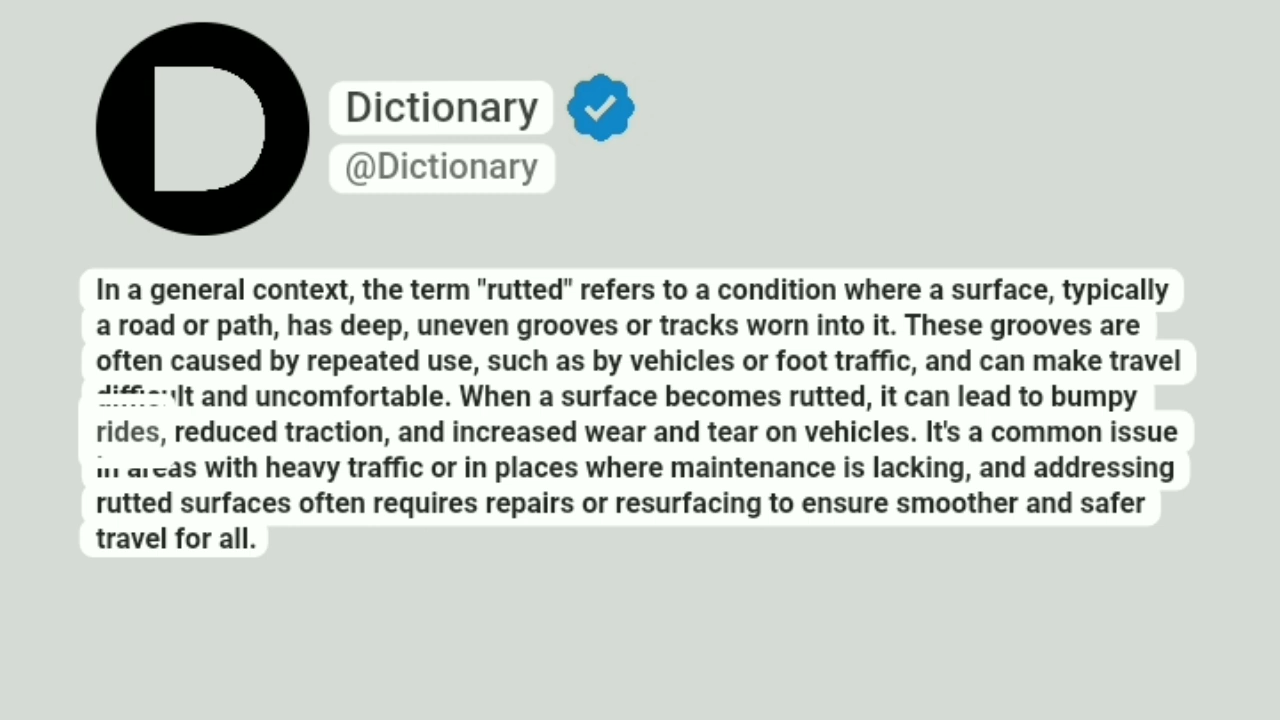 D
Dictionary
@Dictionary
In a general context, the term "rutted" refers to a condition where a surface, typically
a road or path, has deep, uneven grooves or tracks worn into it. These grooves are
often caused by repeated use, such as by vehicles or foot traffic, and can make travel
difficult and uncomfortable. When a surface becomes rutted, it can lead to bumpy
rides, reduced traction, and increased wear and tear on vehicles. It's a common issue
in areas with heavy traffic or in places where maintenance is lacking, and addressing
rutted surfaces often requires repairs or resurfacing to ensure smoother and safer
travel for all.